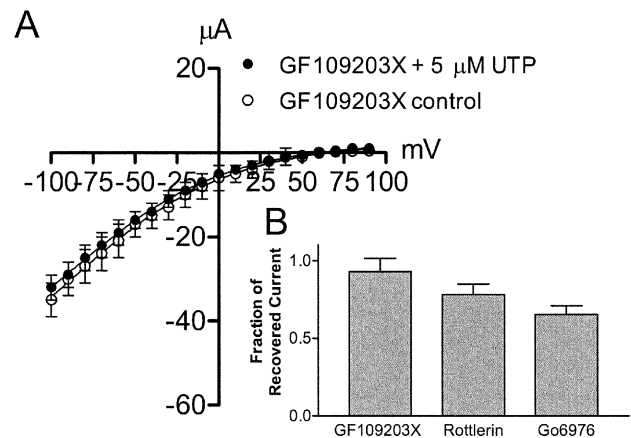 A
μA
20
GF109203X + 5 μM UTP
GF109203X control
mV
-100 -75 -50 -25 25 50 75 100
-20
-40
-60
B
Fraction of
Recovered Current
1.0
0.5
0.0
GF109203X Rottlerin Go6976